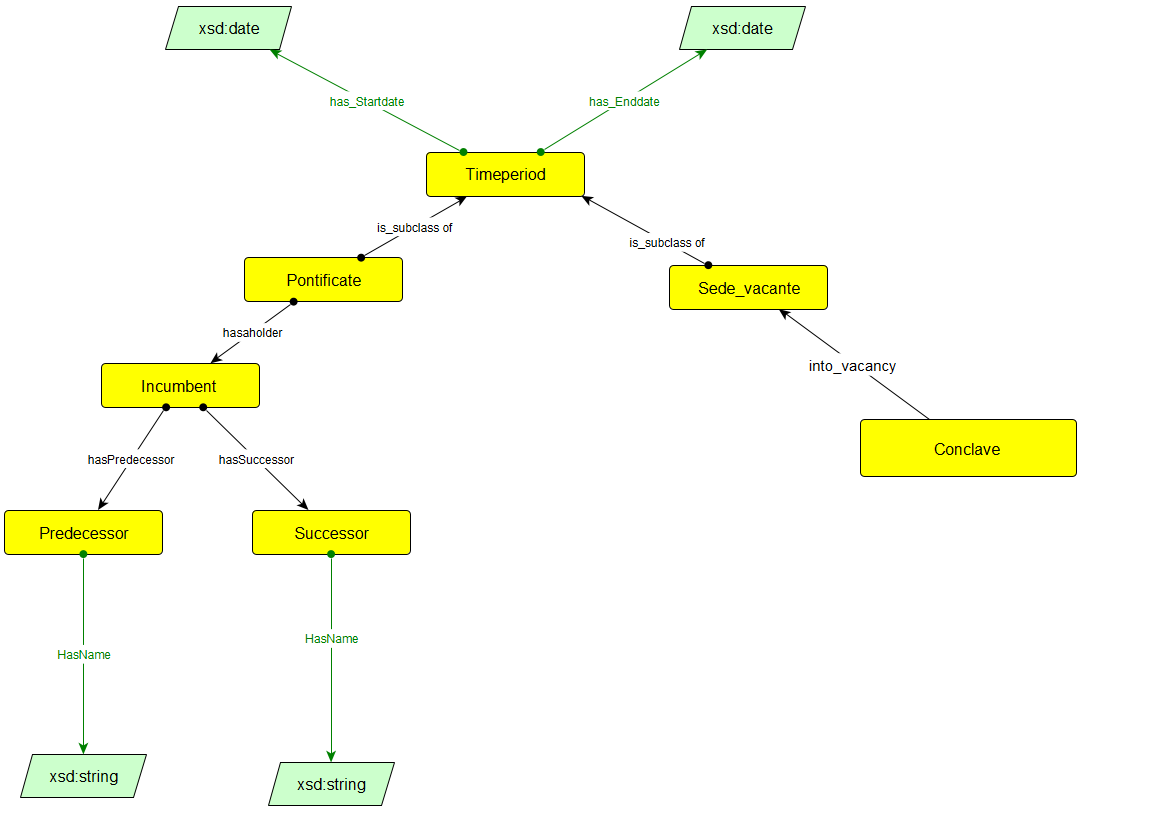 xsd:date
xsd:date
has_Startdate
has_Enddate
Timeperiod
is_subclass of
is_subclass of
Pontificate
Sede_vacante
hasaholder
into_vacancy
Incumbent
Conclave
hasPredecessor
hasSuccessor
Predecessor
Successor
HasName
HasName
xsd:string
xsd:string